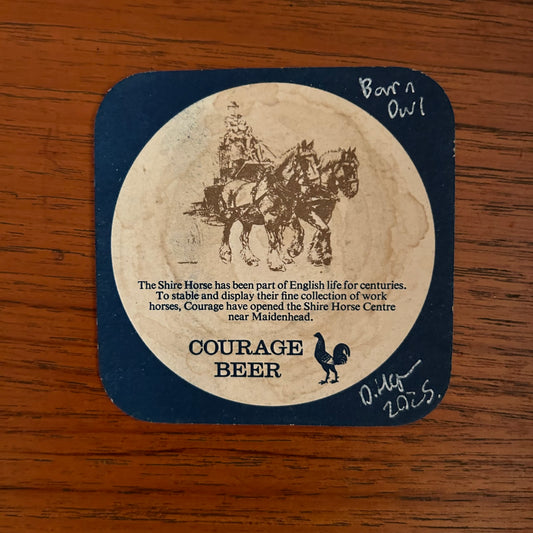 Barn
Owl
The Shire Horse has been part of English life for centuries.
To stable and display their fine collection of work
horses, Courage have opened the Shire Horse Centre
near Maidenhead.
COURAGE
BEER
2025.